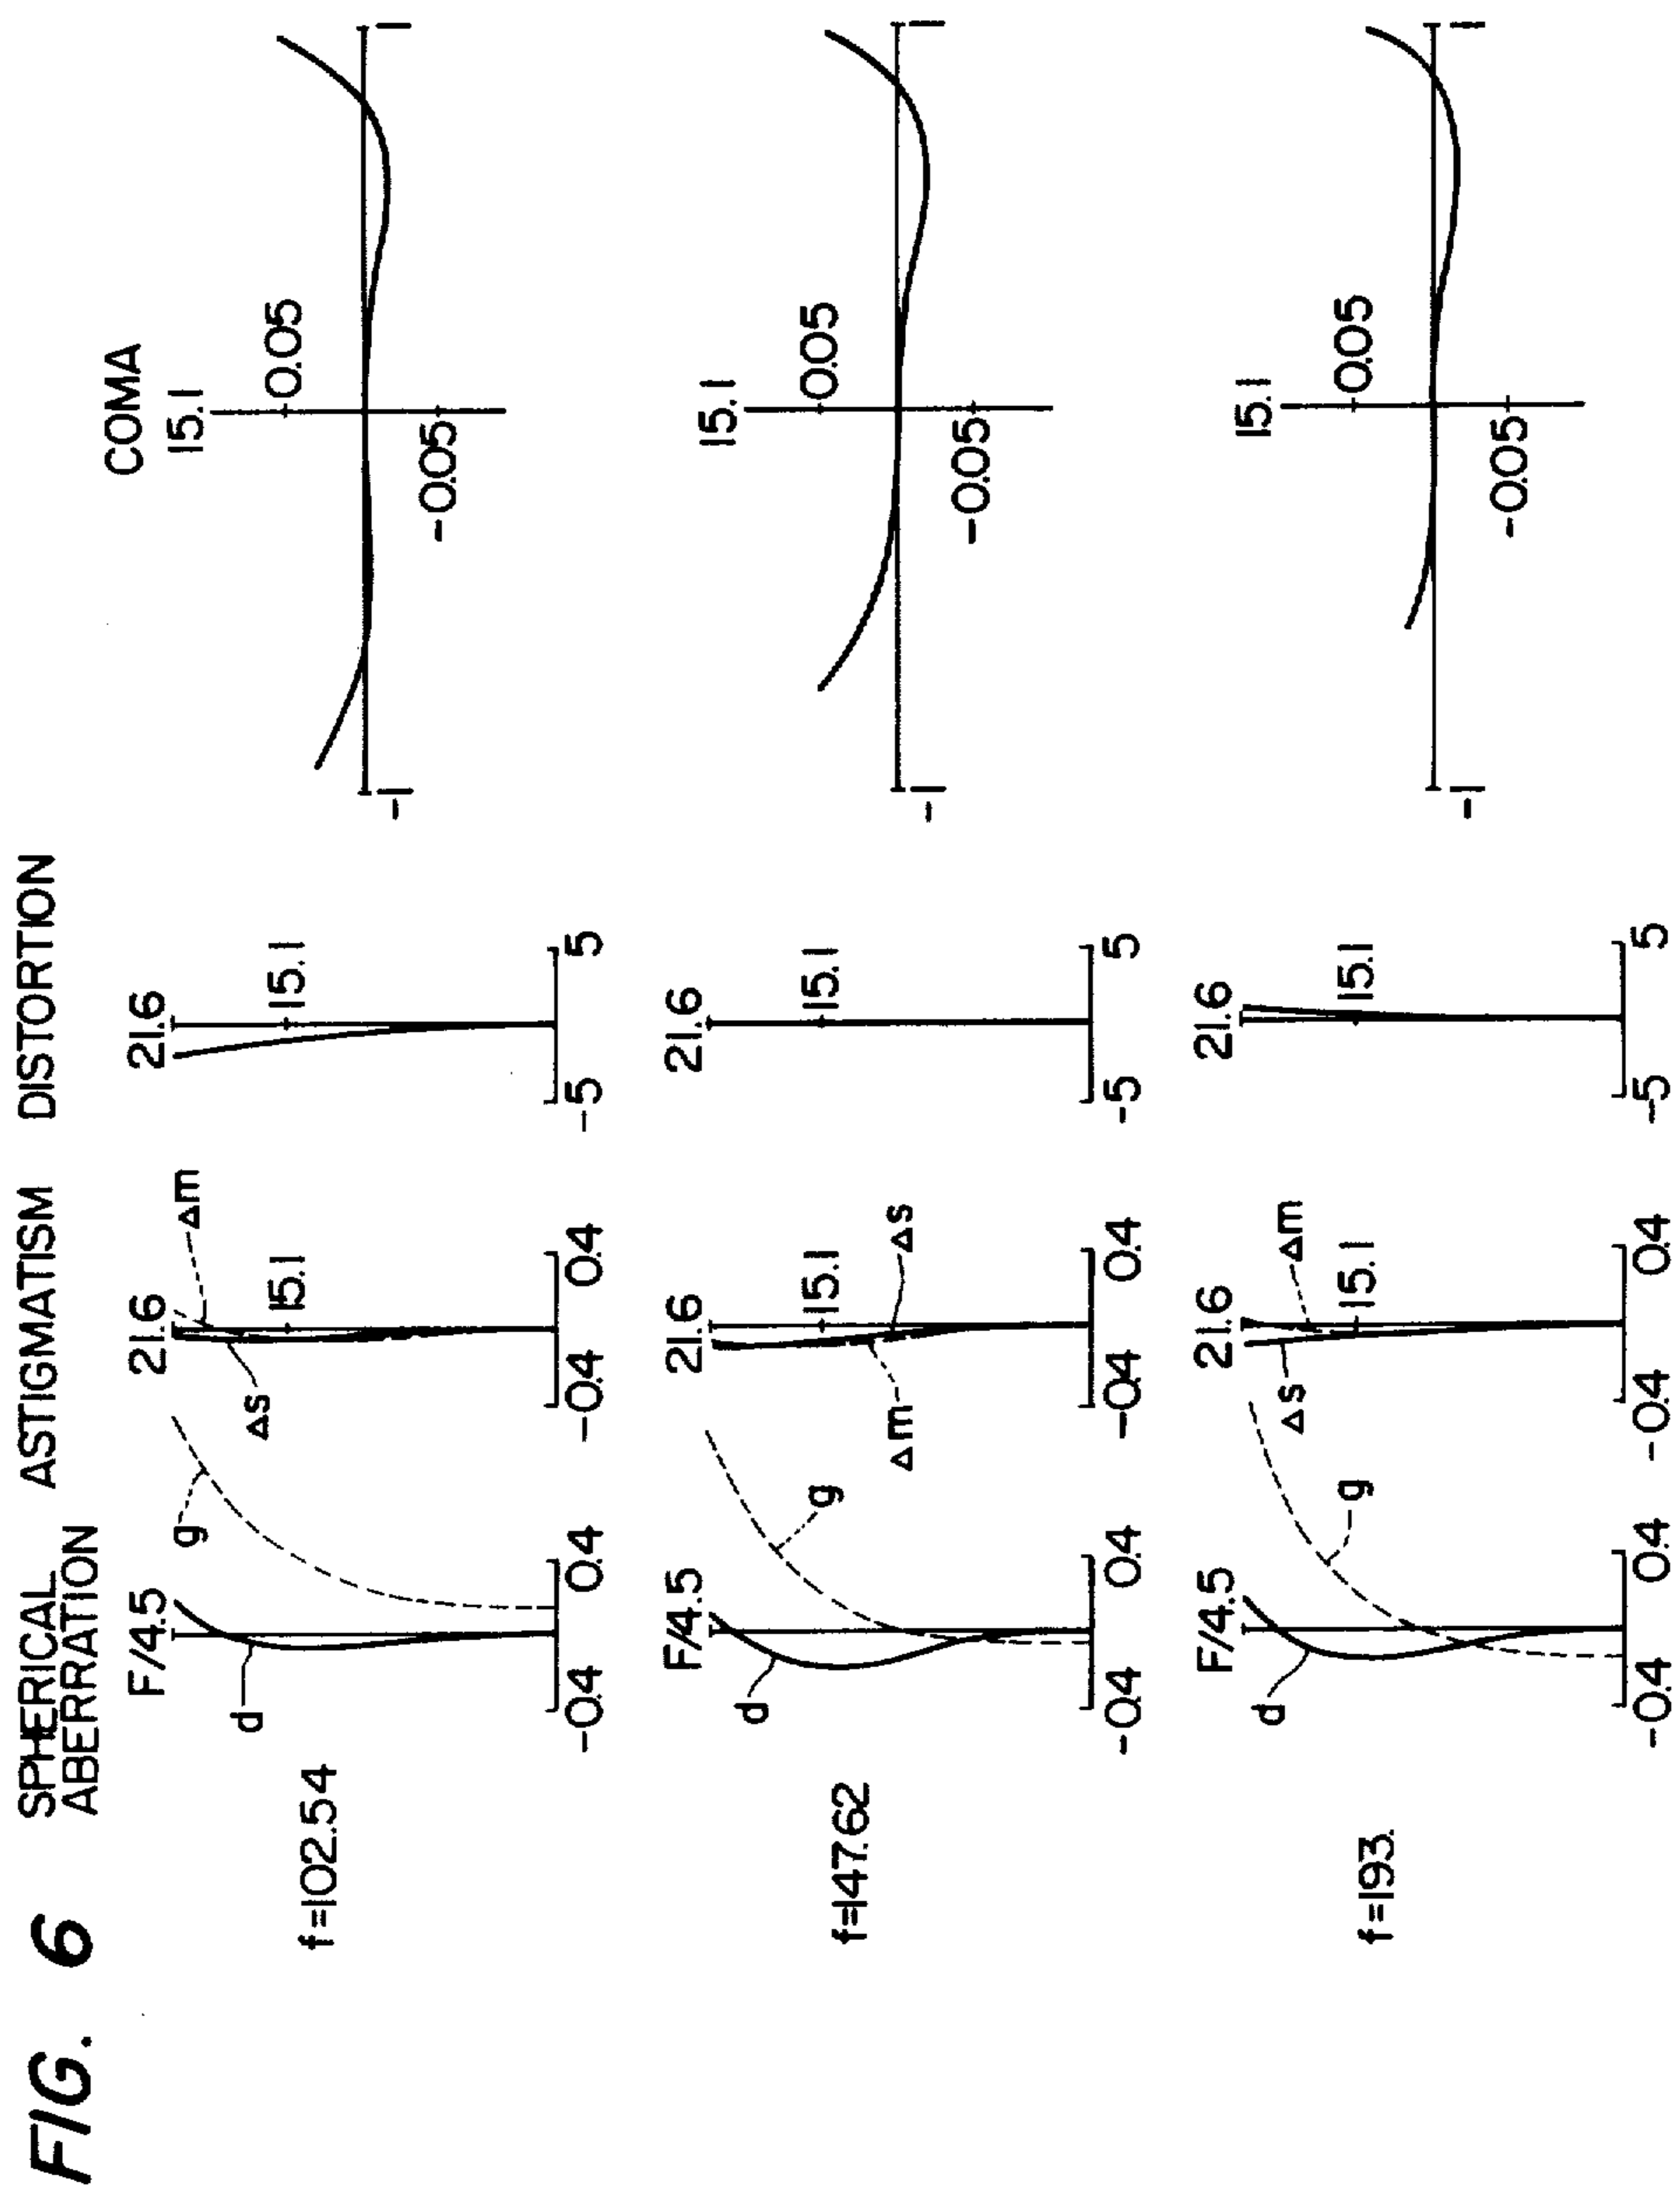 FIG. 6
SPHERICAL
ABERRATION
ASTIGMATISM
DISTORTION
COMA
f=102.54
F/4.5
d
g
-0.4
0.4
21.6
Δs
Δm
15.1
-0.4
0.4
21.6
15.1
-5
5
15.1
0.05
-0.05
-1
1
f=147.62
F/4.5
d
g
-0.4
0.4
21.6
15.1
Δm
Δs
-0.4
0.4
21.6
15.1
-5
5
15.1
0.05
-0.05
-1
1
f=193.
F/4.5
d
g
-0.4
0.4
21.6
Δs
Δm
15.1
-0.4
0.4
21.6
15.1
-5
5
15.1
0.05
-0.05
-1
1